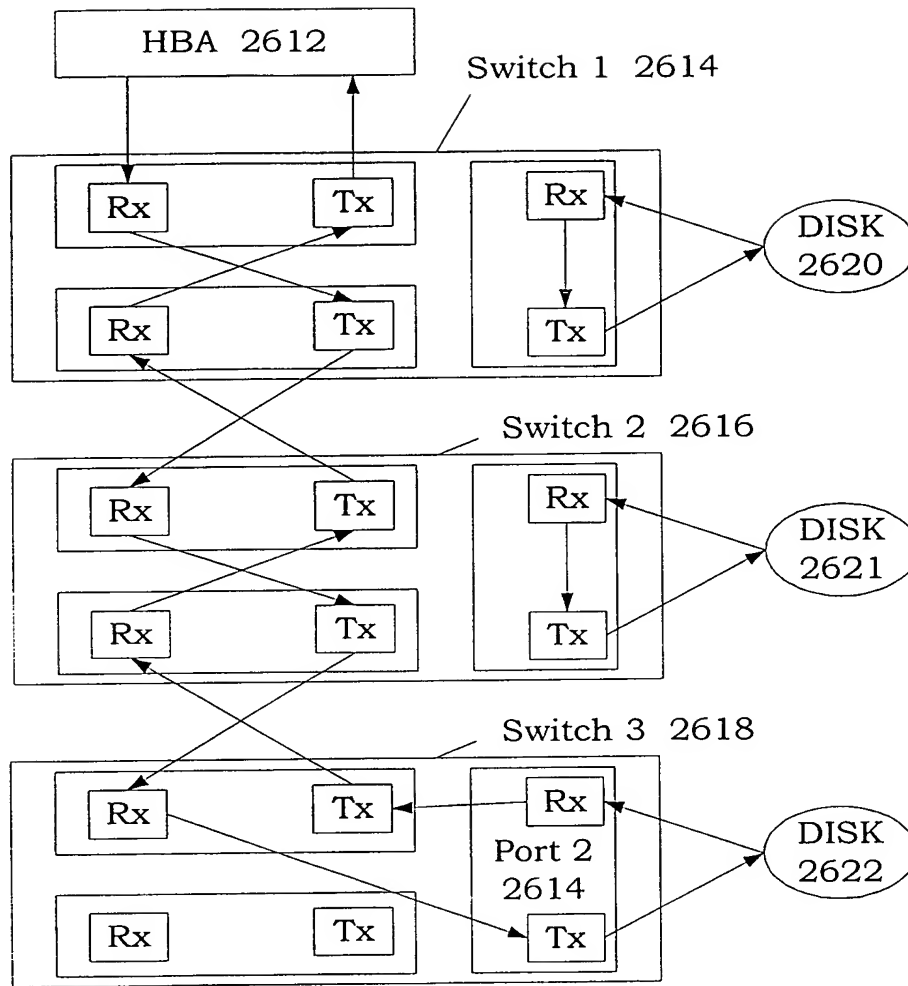 HBA 2612
Switch 1 2614
Rx
Tx
Rx
DISK
2620
Rx
Tx
Tx
Switch 2 2616
Rx
Tx
Rx
DISK
2621
Rx
Tx
Tx
Switch 3 2618
Rx
Tx
Rx
DISK
2622
Port 2
2614
Rx
Tx
Tx